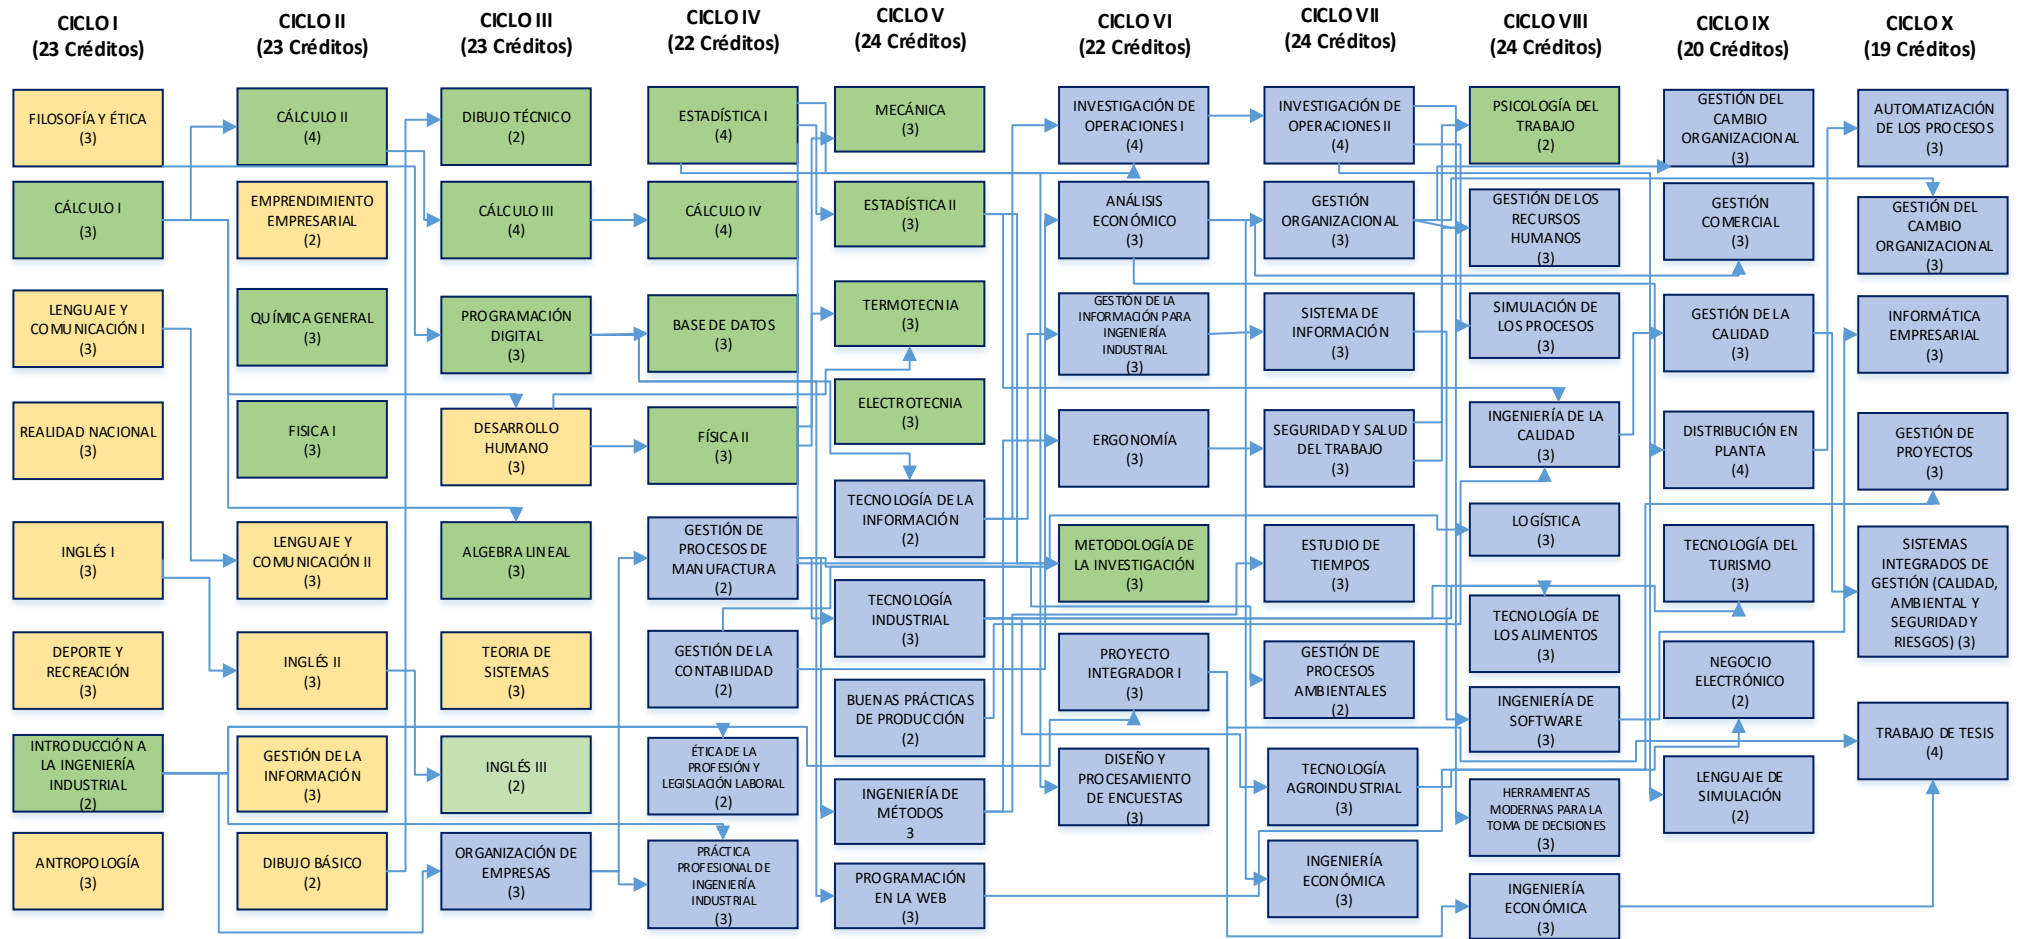 CICLO I
(23 Créditos)
FILOSOFÍA Y ÉTICA
(3)
CÁLCULO I
(3)
LENGUAJE Y
COMUNICACIÓN I
(3)
REALIDAD NACIONAL
(3)
INGLÉS I
(3)
DEPORTE Y
RECREACIÓN
(3)
INTRODUCCIÓN A
LA INGENIERÍA
INDUSTRIAL
(2)
ANTROPOLOGÍA
(3)
CICLO II
(23 Créditos)
CÁLCULO II
(4)
EMPRENDIMIENTO
EMPRESARIAL
(2)
QUÍMICA GENERAL
(3)
FISICA I
(3)
LENGUAJE Y
COMUNICACIÓN II
(3)
INGLÉS II
(3)
GESTIÓN DE LA
INFORMACIÓN
(3)
DIBUJO BÁSICO
(2)
CICLO III
(23 Créditos)
DIBUJO TÉCNICO
(2)
CÁLCULO III
(4)
PROGRAMACIÓN
DIGITAL
(3)
DESARROLLO
HUMANO
(3)
ALGEBRA LINEAL
(3)
TEORIA DE
SISTEMAS
(3)
INGLÉS III
(2)
ORGANIZACIÓN DE
EMPRESAS
(3)
CICLO IV
(22 Créditos)
ESTADÍSTICA I
(4)
CÁLCULO IV
(4)
BASE DE DATOS
(3)
FÍSICA II
(3)
GESTIÓN DE
PROCESOS DE
MANUFACTURA
(2)
GESTIÓN DE LA
CONTABILIDAD
(2)
ÉTICA DE LA
PROFESIÓN Y
LEGISLACIÓN LABORAL
(2)
PRÁCTICA
PROFESIONAL DE
INGENIERÍA
INDUSTRIAL
(3)
CICLO V
(24 Créditos)
MECÁNICA
(3)
ESTADÍSTICA II
(3)
TERMOTECNIA
(3)
ELECTROTECNIA
(3)
TECNOLOGÍA DE LA
INFORMACIÓN
(2)
TECNOLOGÍA
INDUSTRIAL
(3)
BUENAS PRÁCTICAS
DE PRODUCCIÓN
(2)
INGENIERÍA DE
MÉTODOS
3
PROGRAMACIÓN
EN LA WEB
(3)
CICLO VI
(22 Créditos)
INVESTIGACIÓN DE
OPERACIONES I
(4)
ANÁLISIS
ECONÓMICO
(3)
GESTIÓN DE LA
INFORMACIÓN PARA
INGENIERÍA
INDUSTRIAL
(3)
ERGONOMÍA
(3)
METODOLOGÍA DE
LA INVESTIGACIÓN
(3)
PROYECTO
INTEGRADOR I
(3)
DISEÑO Y
PROCESAMIENTO
DE ENCUESTAS
(3)
CICLO VII
(24 Créditos)
INVESTIGACIÓN DE
OPERACIONES II
(4)
GESTIÓN
ORGANIZACIONAL
(3)
SISTEMA DE
INFORMACIÓN
(3)
SEGURIDAD Y SALUD
DEL TRABAJO
(3)
ESTUDIO DE
TIEMPOS
(3)
GESTIÓN DE
PROCESOS
AMBIENTALES
(2)
TECNOLOGÍA
AGROINDUSTRIAL
(3)
INGENIERÍA
ECONÓMICA
(3)
CICLO VIII
(24 Créditos)
PSICOLOGÍA DEL
TRABAJO
(2)
GESTIÓN DE LOS
RECURSOS
HUMANOS
(3)
SIMULACIÓN DE
LOS PROCESOS
(3)
INGENIERÍA DE LA
CALIDAD
(3)
LOGÍSTICA
(3)
TECNOLOGÍA DE
LOS ALIMENTOS
(3)
INGENIERÍA DE
SOFTWARE
(3)
HERRAMIENTAS
MODERNAS PARA LA
TOMA DE DECISIONES
(3)
INGENIERÍA
ECONÓMICA
(3)
CICLO IX
(20 Créditos)
GESTIÓN DEL
CAMBIO
ORGANIZACIONAL
(3)
GESTIÓN
COMERCIAL
(3)
GESTIÓN DE LA
CALIDAD
(3)
DISTRIBUCIÓN EN
PLANTA
(4)
TECNOLOGÍA DEL
TURISMO
(3)
NEGOCIO
ELECTRÓNICO
(2)
LENGUAJE DE
SIMULACIÓN
(2)
CICLO X
(19 Créditos)
AUTOMATIZACIÓN
DE LOS PROCESOS
(3)
GESTIÓN DEL
CAMBIO
ORGANIZACIONAL
(3)
INFORMÁTICA
EMPRESARIAL
(3)
GESTIÓN DE
PROYECTOS
(3)
SISTEMAS
INTEGRADOS DE
GESTIÓN (CALIDAD,
AMBIENTAL Y
SEGURIDAD Y
RIESGOS) (3)
TRABAJO DE TESIS
(4)